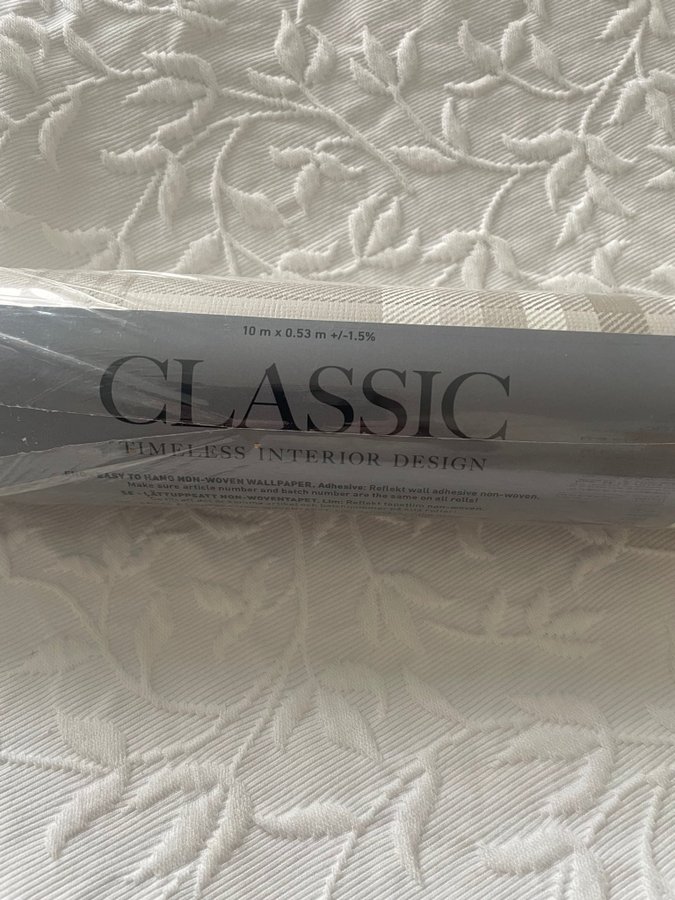 10 m x 0.53 m +/-1.5%
CLASSIC
TIMELESS INTERIOR DESIGN
EASY TO HANG NON-WOVEN WALLPAPER. Adhesive: Reflekt wall adhesive non-woven.
Make sure article number and batch number are the same on all rolls!
SE - LÄTTUPPSATT NON-WOVENTAPET. Lim: Reflekt tapetlim non-woven